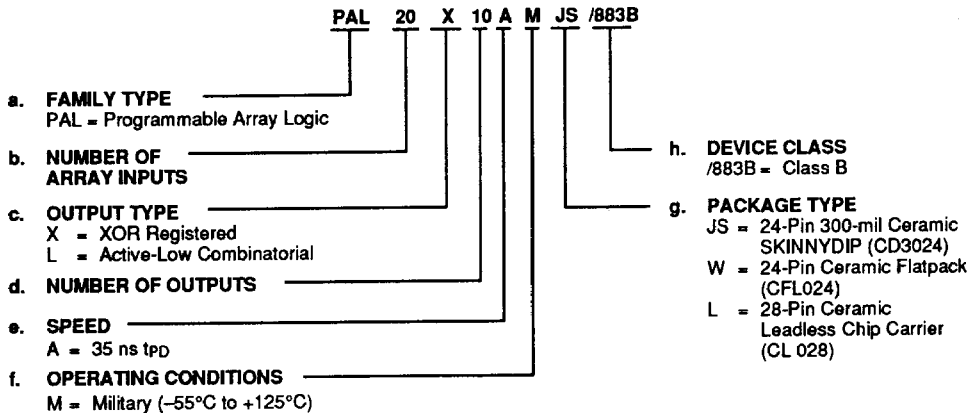 PAL 20 X 10 A M JS /883B
a. FAMILY TYPE
PAL = Programmable Array Logic
b. NUMBER OF
ARRAY INPUTS
c. OUTPUT TYPE
X = XOR Registered
L = Active-Low Combinatorial
d. NUMBER OF OUTPUTS
e. SPEED
A = 35 ns tPD
f. OPERATING CONDITIONS
M = Military (–55°C to +125°C)
h. DEVICE CLASS
/883B = Class B
g. PACKAGE TYPE
JS = 24-Pin 300-mil Ceramic
SKINNYDIP (CD3024)
W = 24-Pin Ceramic Flatpack
(CFL024)
L = 28-Pin Ceramic
Leadless Chip Carrier
(CL 028)